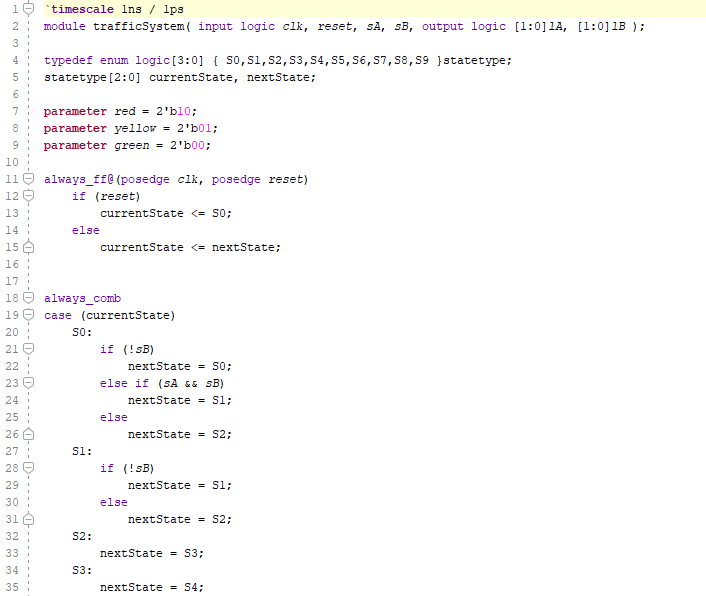 1 `timescale 1ns / 1ps
2 module trafficSystem( input logic clk, reset, sA, sB, output logic [1:0]lA, [1:0]lB );
3
4 typedef enum logic[3:0] { S0,S1,S2,S3,S4,S5,S6,S7,S8,S9 }statetype;
5 statetype[2:0] currentState, nextState;
6
7 parameter red = 2'b10;
8 parameter yellow = 2'b01;
9 parameter green = 2'b00;
10
11 always_ff@(posedge clk, posedge reset)
12 if (reset)
13 currentState <= S0;
14 else
15 currentState <= nextState;
16
17
18 always_comb
19 case (currentState)
20 S0:
21 if (!sB)
22 nextState = S0;
23 else if (sA && sB)
24 nextState = S1;
25 else
26 nextState = S2;
27 S1:
28 if (!sB)
29 nextState = S1;
30 else
31 nextState = S2;
32 S2:
33 nextState = S3;
34 S3:
35 nextState = S4;